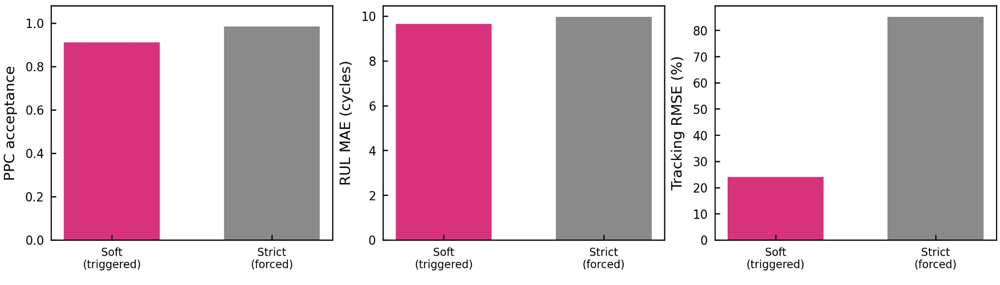 PPC acceptance
1.0
0.8
0.6
0.4
0.2
0.0
Soft
(triggered)
Strict
(forced)
RUL MAE (cycles)
10
8
6
4
2
0
Soft
(triggered)
Strict
(forced)
Tracking RMSE (%)
80
70
60
50
40
30
20
10
0
Soft
(triggered)
Strict
(forced)